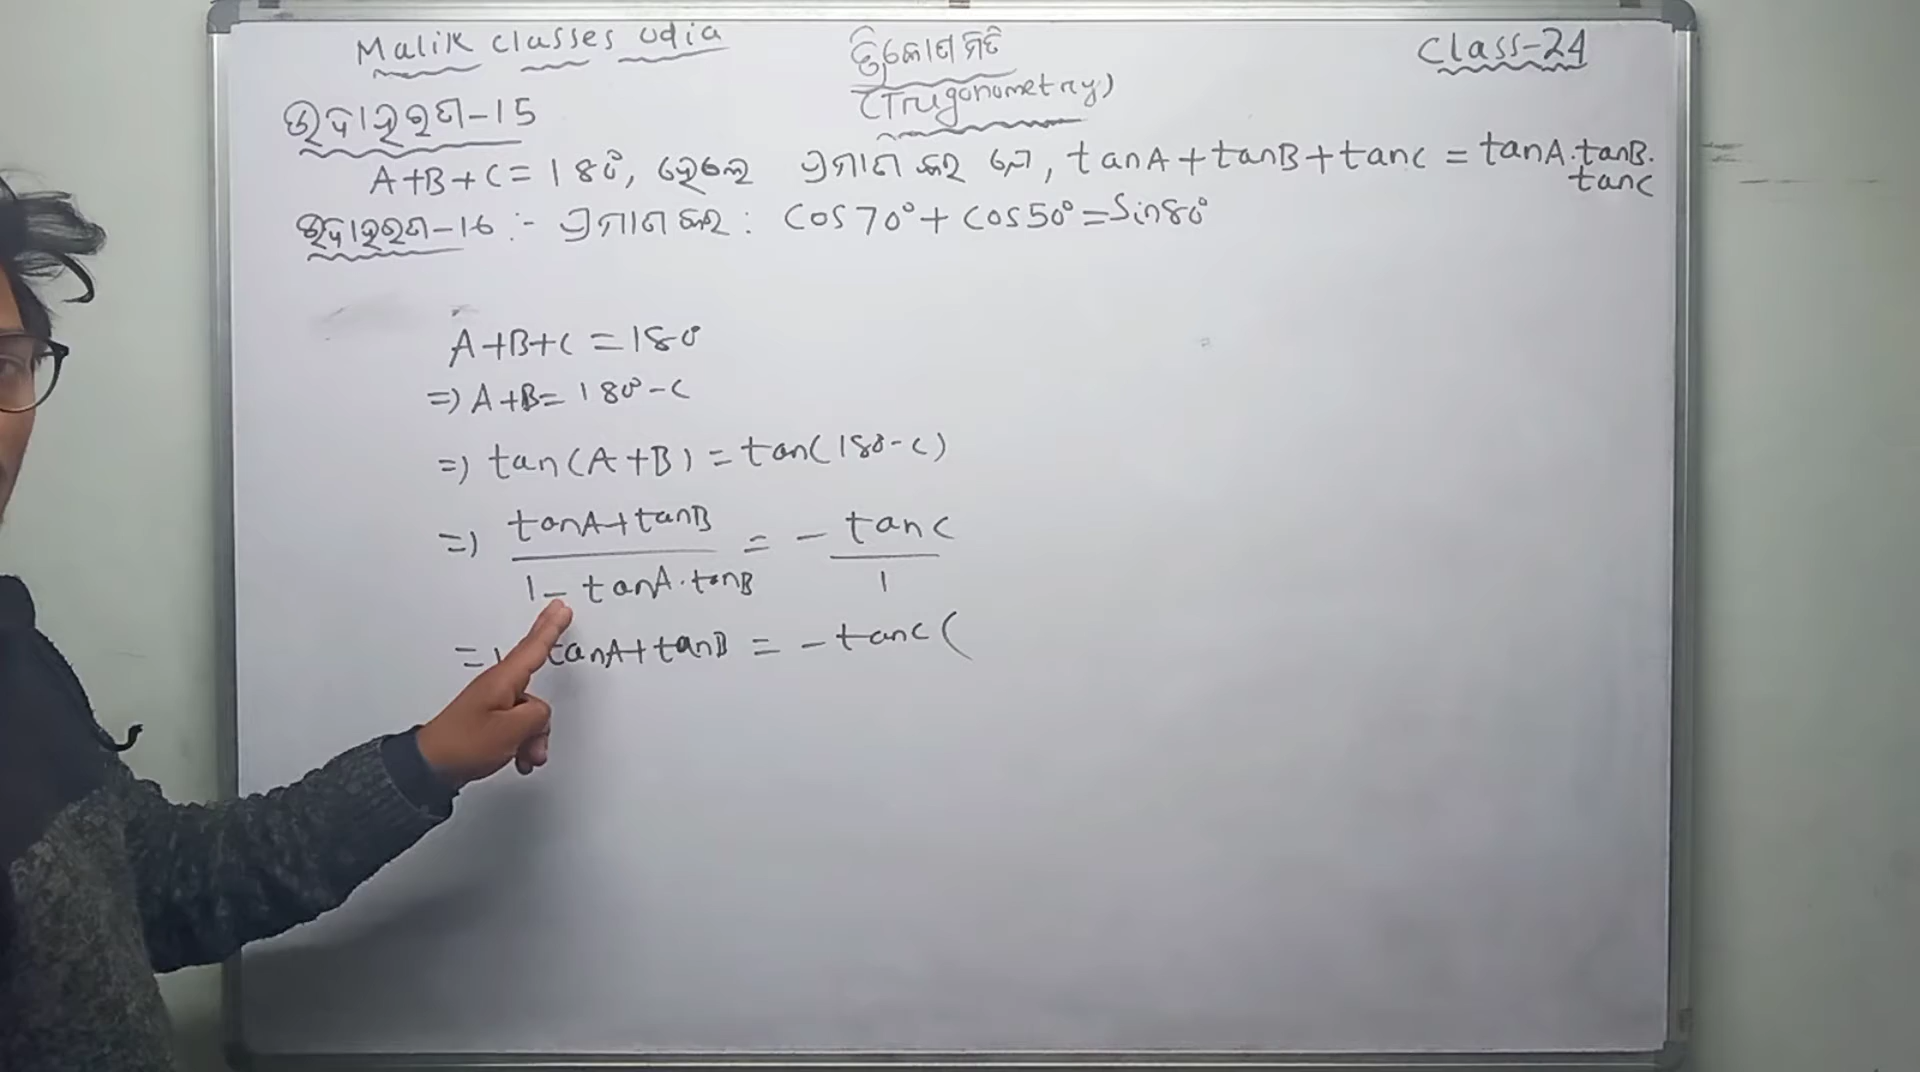 Malik classes odia
ତ୍ରିକୋଣମିତି
(Trigonometry)
Class-24
ଉଦାହରଣ-15
A+B+C=180°, ହେଲେ ପ୍ରମାଣ କର ଯେ, tanA+tanB+tanC=tanA.tanB.
tanC
ଉଦାହରଣ-16:- ପ୍ରମାଣ କର: Cos70°+Cos50°=Sin80°
A+B+C=180
=) A+B=180°-C
=) tan(A+B)=tan(180-C)
=) tanA+tanB = - tanC
1-tanA.tanB 1
=) tanA+tanB = -tanC(